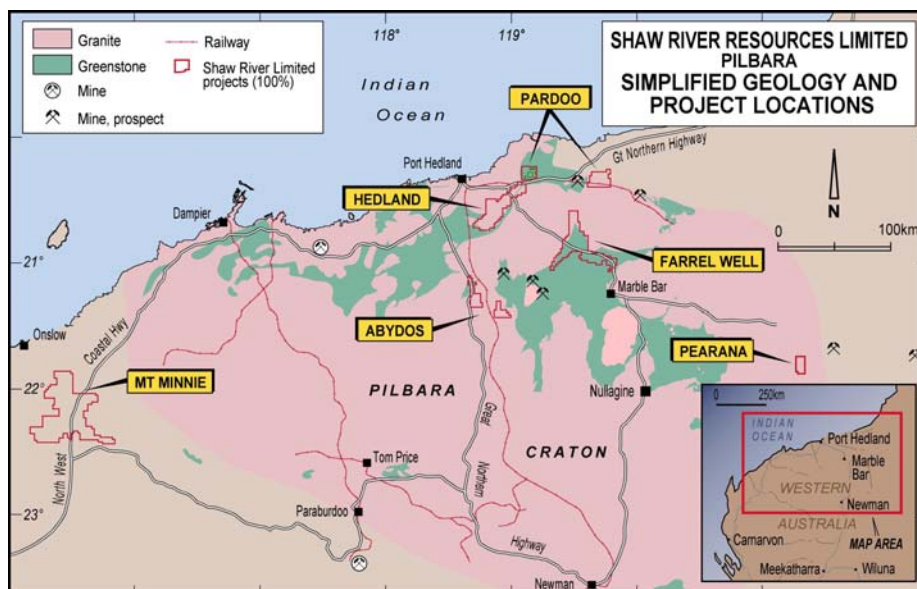 Granite
Greenstone
Mine
Mine, prospect
Railway
Shaw River Limited
projects (100%)
118°
119°
SHAW RIVER RESOURCES LIMITED
PILBARA
SIMPLIFIED GEOLOGY AND
PROJECT LOCATIONS
Indian
Ocean
PARDOO
Gt Northern Highway
Port Hedland
HEDLAND
Dampier
N
0
100km
21°
FARREL WELL
Marble Bar
Onslow
Coastal Hwy
ABYDOS
PEARANA
22°
MT MINNIE
PILBARA
Great
Nullagine
CRATON
North West
Tom Price
Northern
23°
Paraburdoo
Highway
Newman
0
250km
INDIAN
OCEAN
Port Hedland
Marble
Bar
WESTERN
Newman
AUSTRALIA
MAP AREA
Carnarvon
Meekatharra
Wiluna